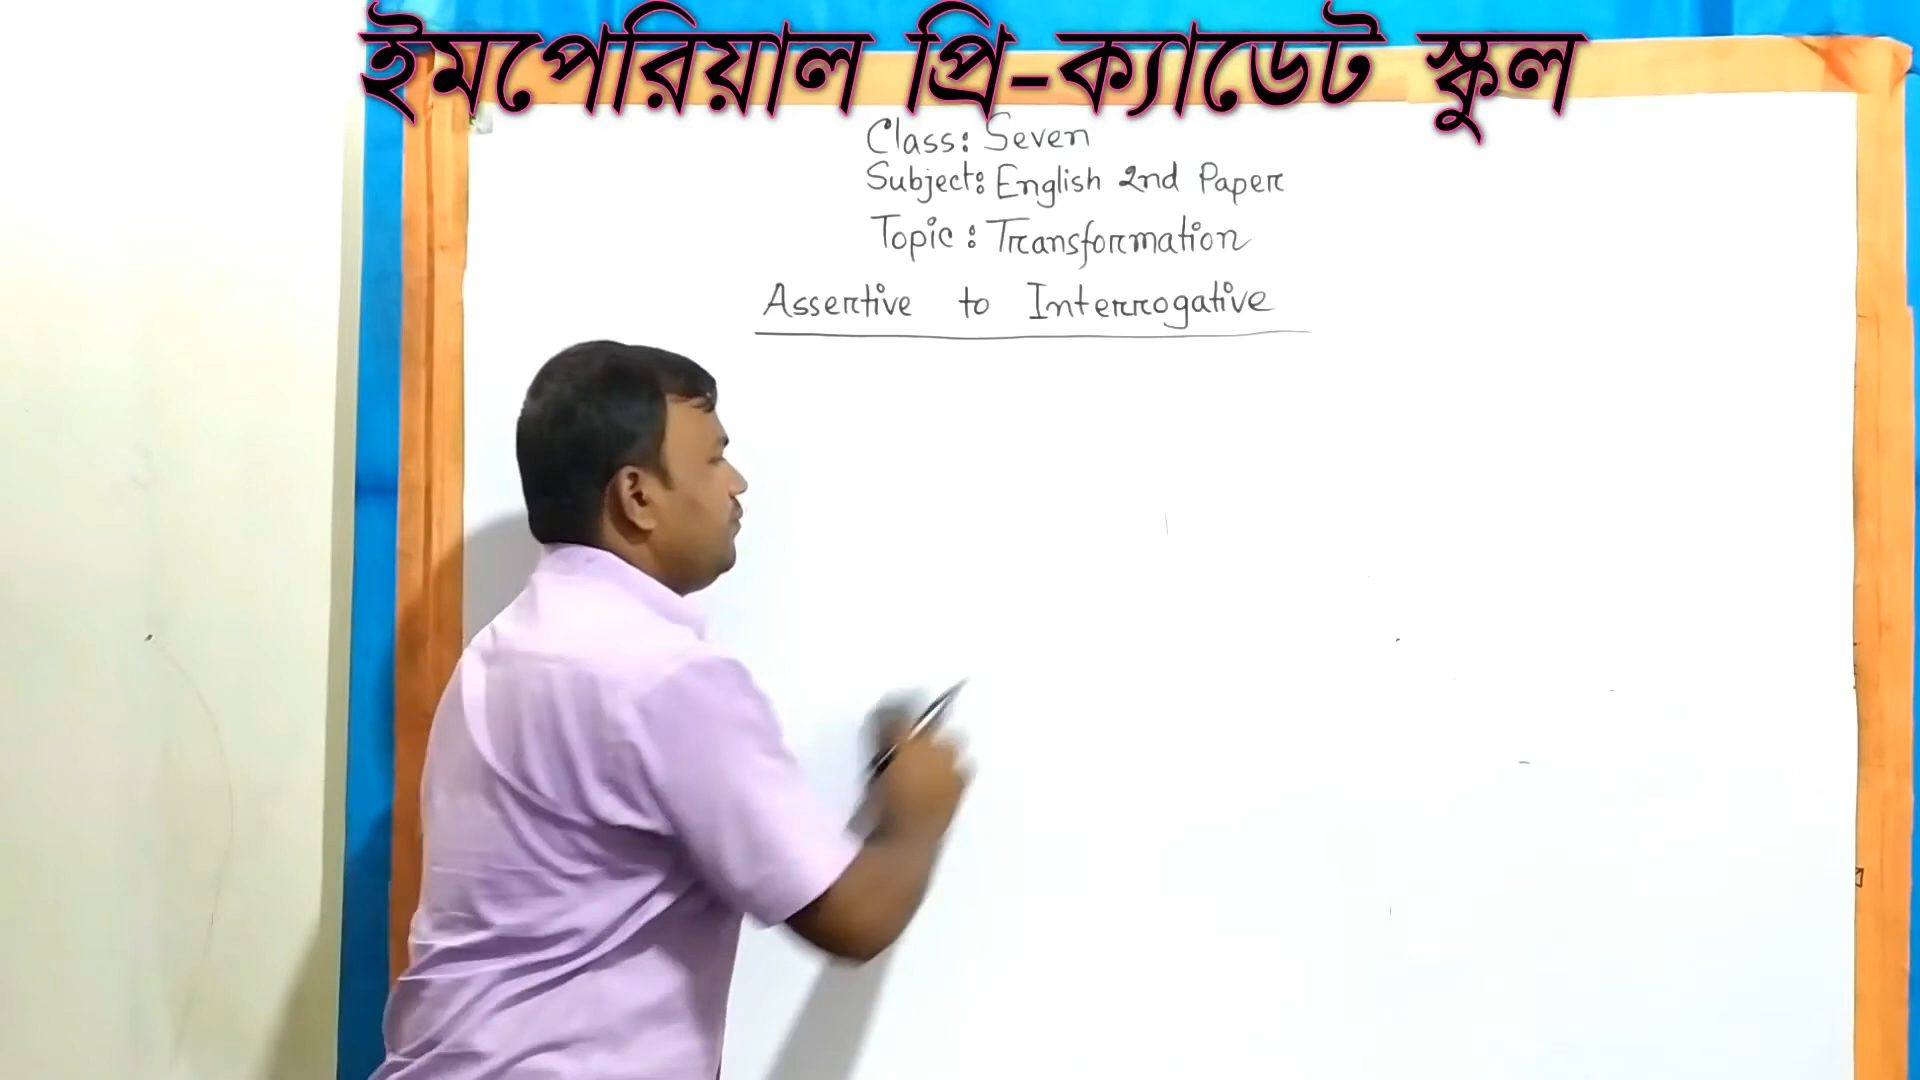 ইমপেরিয়াল প্রি-ক্যাডেট স্কুল
Class: Seven
Subject: English 2nd Paper
Topic: Transformation
Assertive to Interrogative